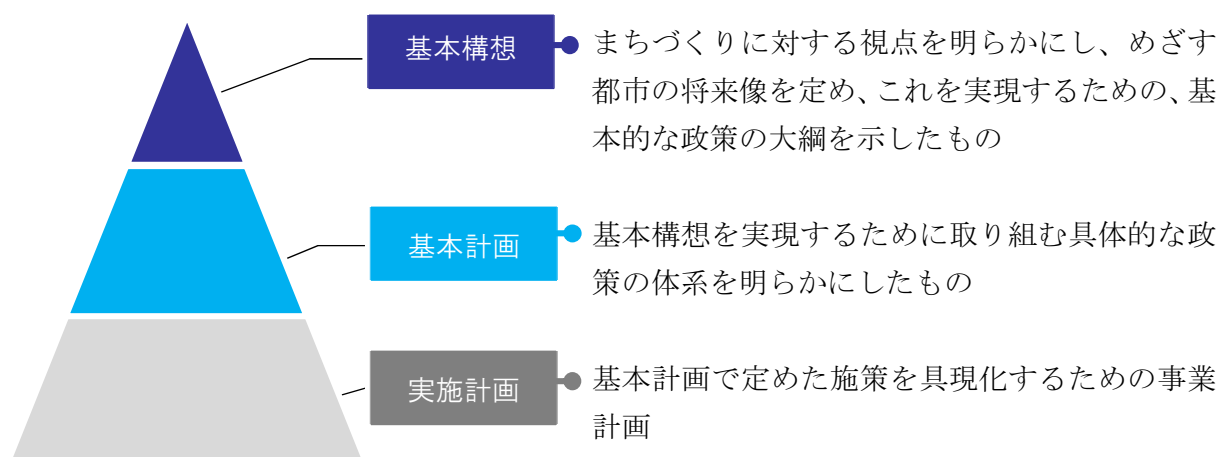 基本構想
まちづくりに対する視点を明らかにし、めざす
都市の将来像を定め、これを実現するための、基
本的な政策の大綱を示したもの
基本計画
基本構想を実現するために取り組む具体的な政
策の体系を明らかにしたもの
実施計画
基本計画で定めた施策を具現化するための事業
計画